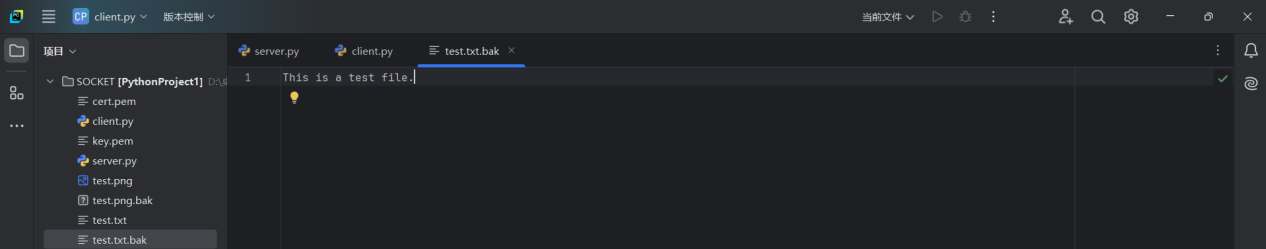 CP client.py 版本控制 当前文件
项目 server.py client.py test.txt.bak
SOCKET [PythonProject1] D:\
1 This is a test file.
cert.pem
client.py
key.pem
server.py
test.png
test.png.bak
test.txt
test.txt.bak